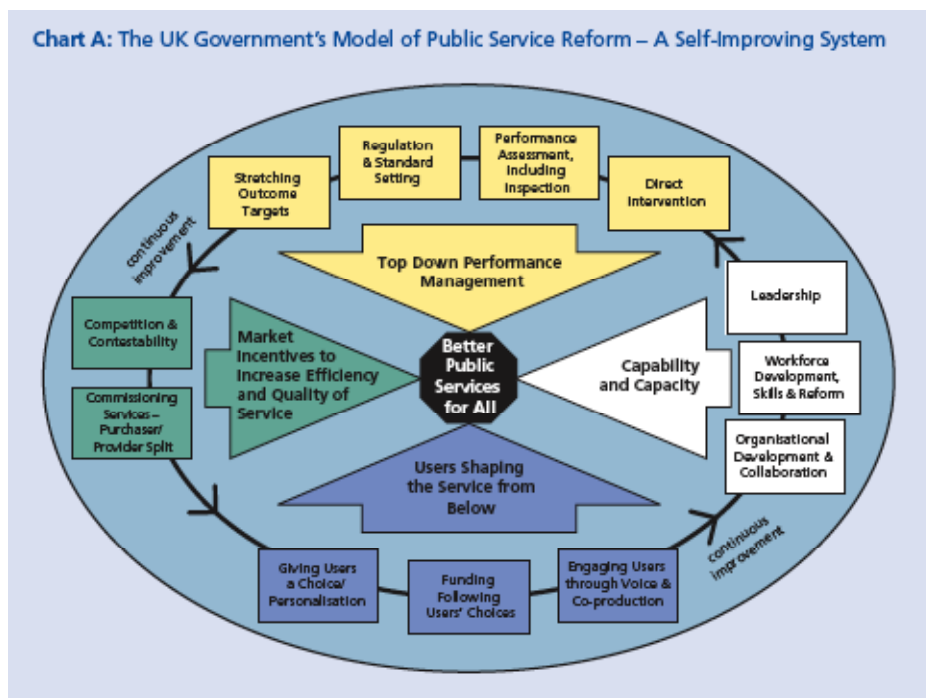 Chart A: The UK Government's Model of Public Service Reform – A Self-Improving System
Regulation
& Standard
Setting
Performance
Assessment,
Including
Inspection
Stretching
Outcome
Targets
Direct
Intervention
continuous
improvement
Top Down Performance
Management
Leadership
Competition &
Contestability
Market
Incentives to
Increase Efficiency
and Quality of
Service
Better
Public
Services
for All
Capability
and Capacity
Workforce
Development,
Skills & Reform
Commissioning
Services–
Purchaser/
Provider Split
Organisational
Development &
Collaboration
Users Shaping
the Service from
Below
continuous
improvement
Giving Users
a Choice/
Personalisation
Funding
Following
Users' Choices
Engaging Users
through Voice &
Co-production